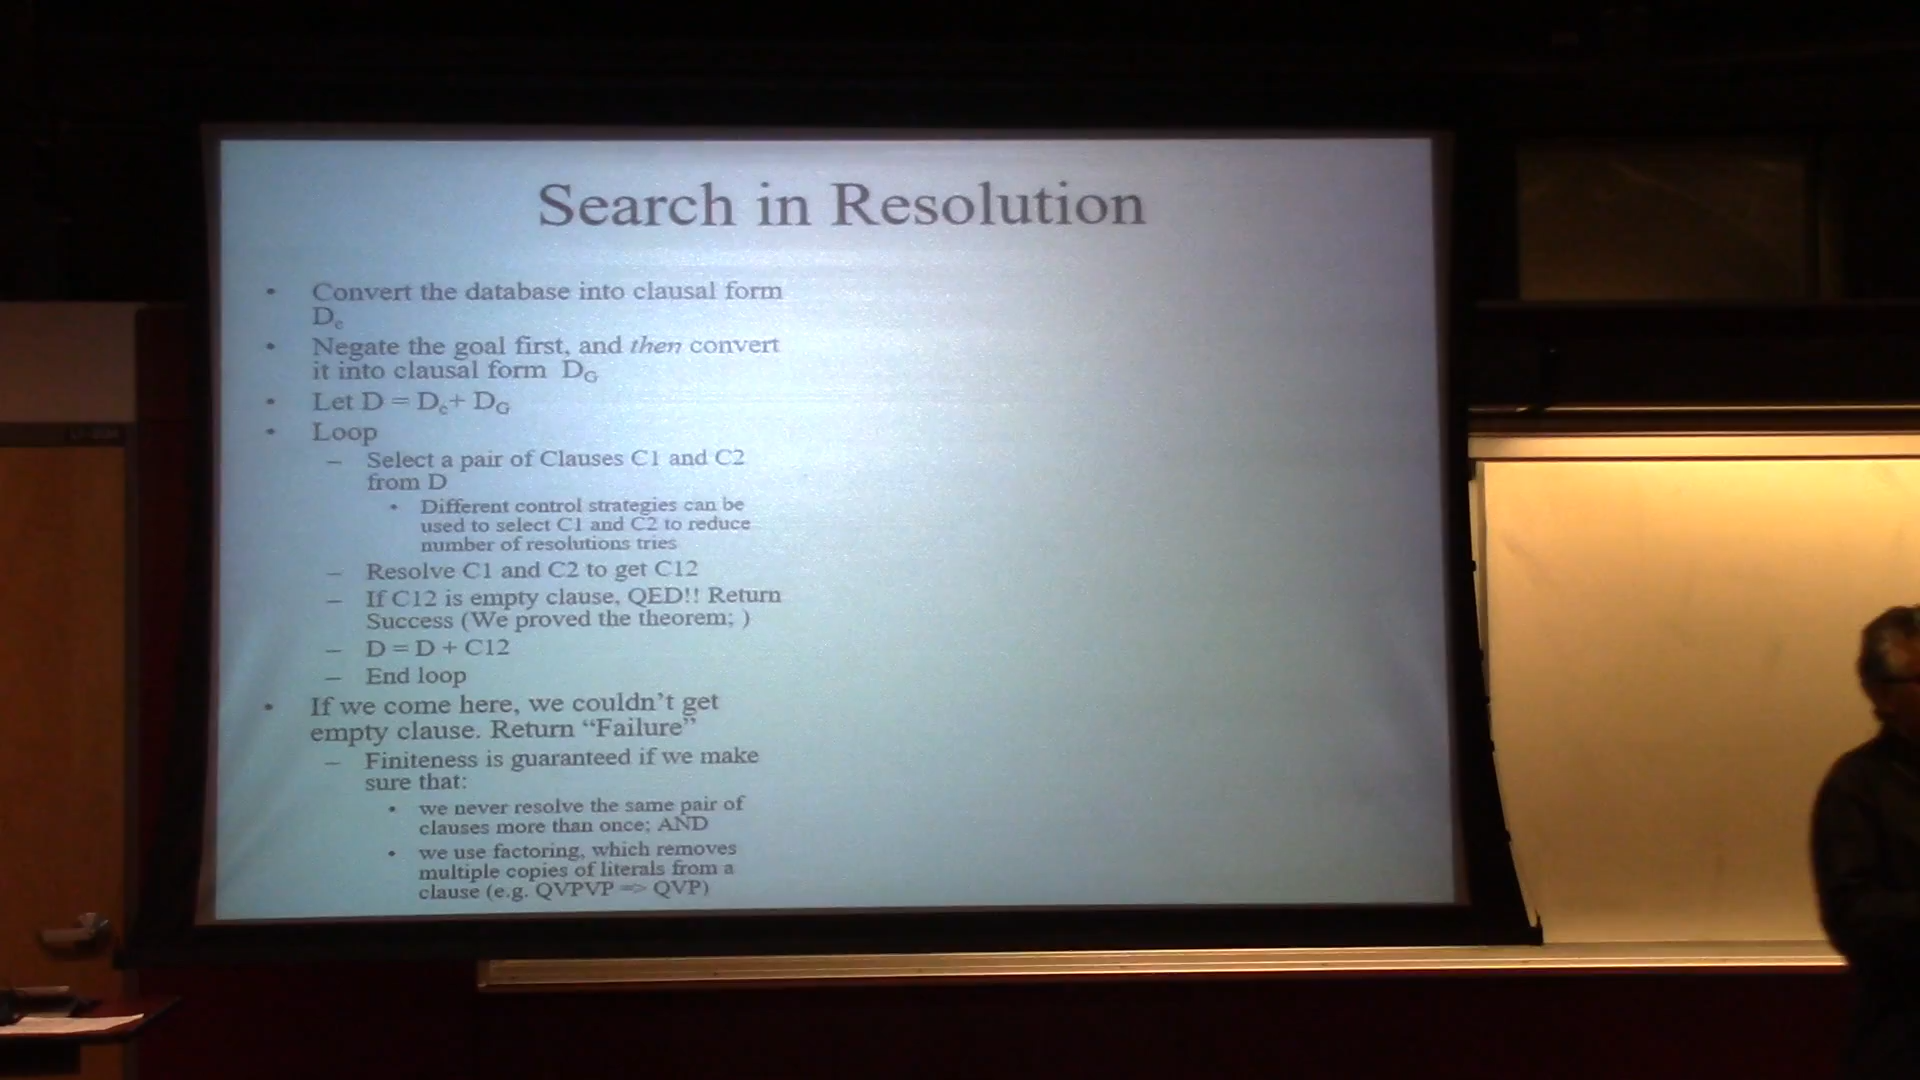 Search in Resolution
• Convert the database into clausal form
Dc
• Negate the goal first, and then convert
it into clausal form DG
• Let D = Dc+ DG
• Loop
– Select a pair of Clauses C1 and C2
from D
• Different control strategies can be
used to select C1 and C2 to reduce
number of resolutions tries
– Resolve C1 and C2 to get C12
– If C12 is empty clause, QED!! Return
Success (We proved the theorem; )
– D = D + C12
– End loop
• If we come here, we couldn’t get
empty clause. Return “Failure”
– Finiteness is guaranteed if we make
sure that:
• we never resolve the same pair of
clauses more than once; AND
• we use factoring, which removes
multiple copies of literals from a
clause (e.g. QVPVP => QVP)